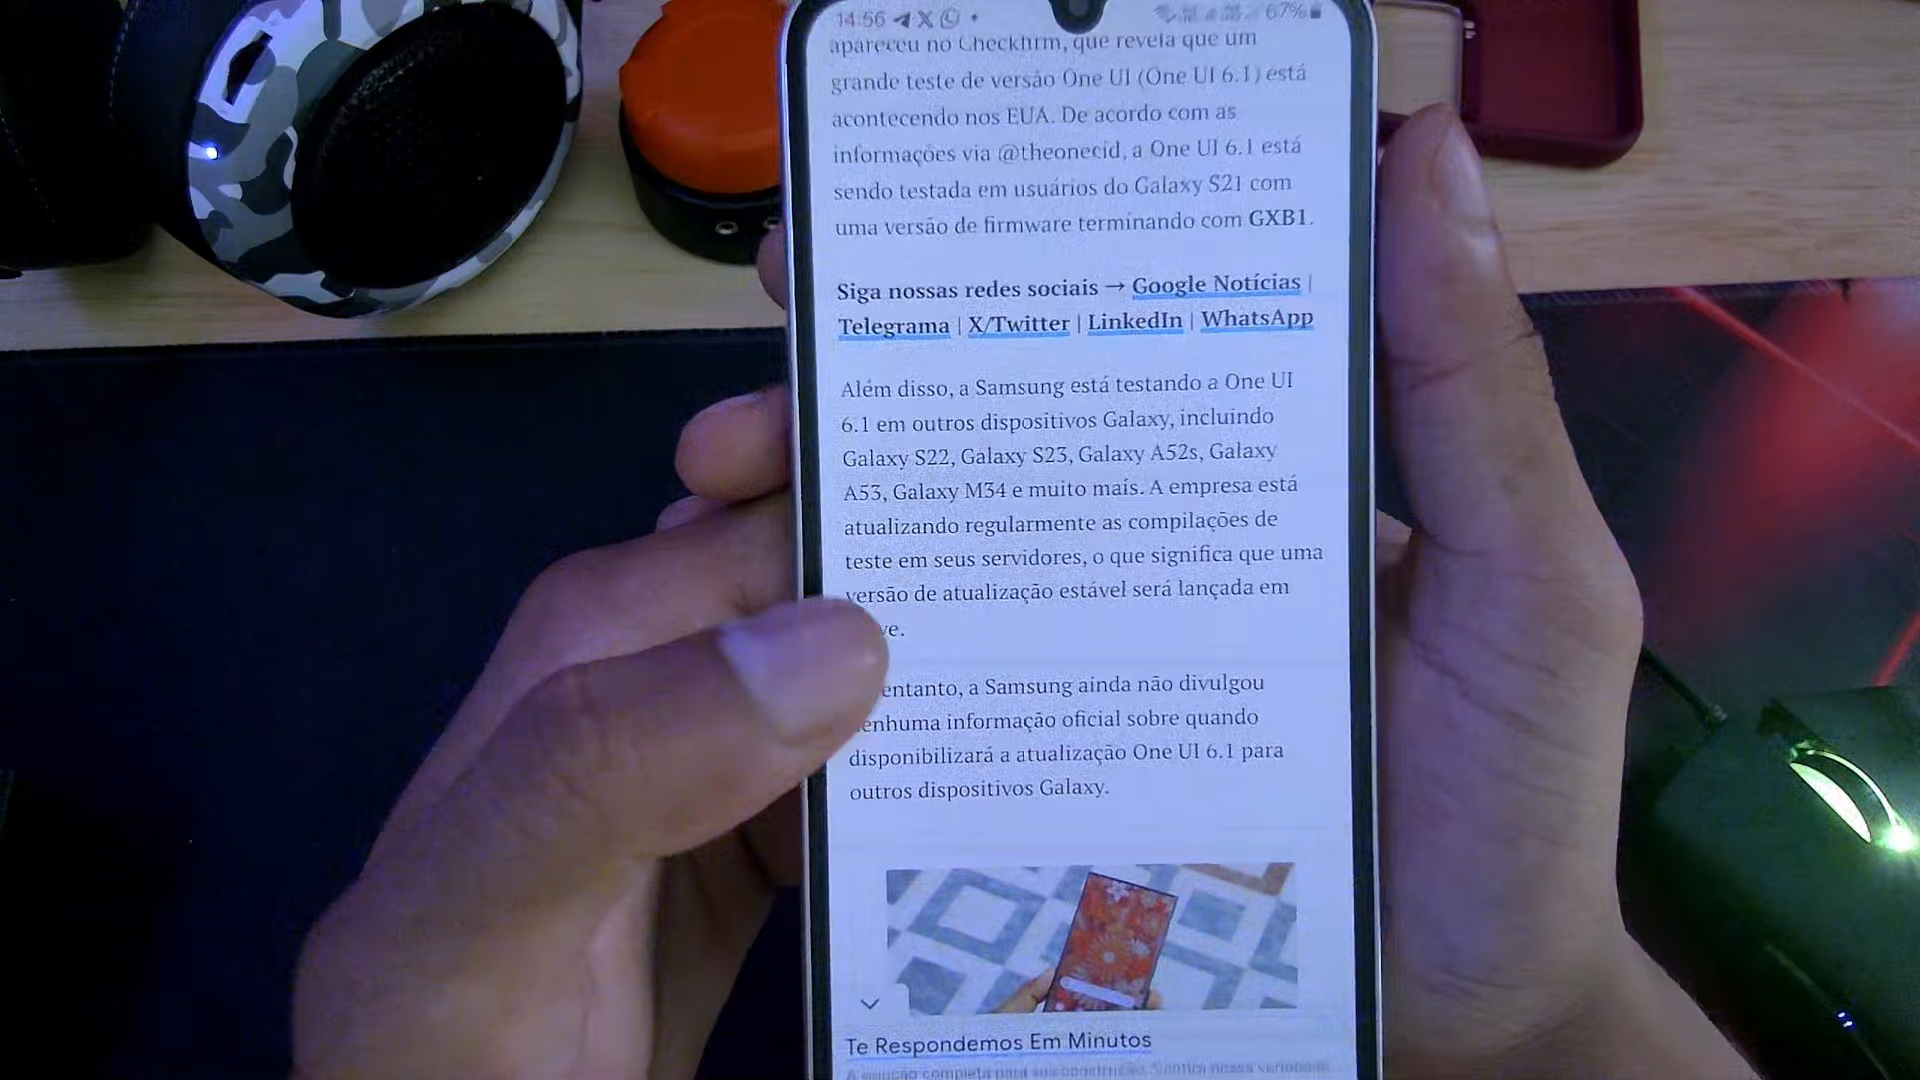 14:56 67%
apareceu no Checkfirm, que revela que um
grande teste de versão One UI (One UI 6.1) está
acontecendo nos EUA. De acordo com as
informações via @theonecid, a One UI 6.1 está
sendo testada em usuários do Galaxy S21 com
uma versão de firmware terminando com GXB1.
Siga nossas redes sociais → Google Notícias |
Telegrama | X/Twitter | LinkedIn | WhatsApp
Além disso, a Samsung está testando a One UI
6.1 em outros dispositivos Galaxy, incluindo
Galaxy S22, Galaxy S23, Galaxy A52s, Galaxy
A53, Galaxy M34 e muito mais. A empresa está
atualizando regularmente as compilações de
teste em seus servidores, o que significa que uma
versão de atualização estável será lançada em
ve.
entanto, a Samsung ainda não divulgou
enhuma informação oficial sobre quando
disponibilizará a atualização One UI 6.1 para
outros dispositivos Galaxy.
Te Respondemos Em Minutos